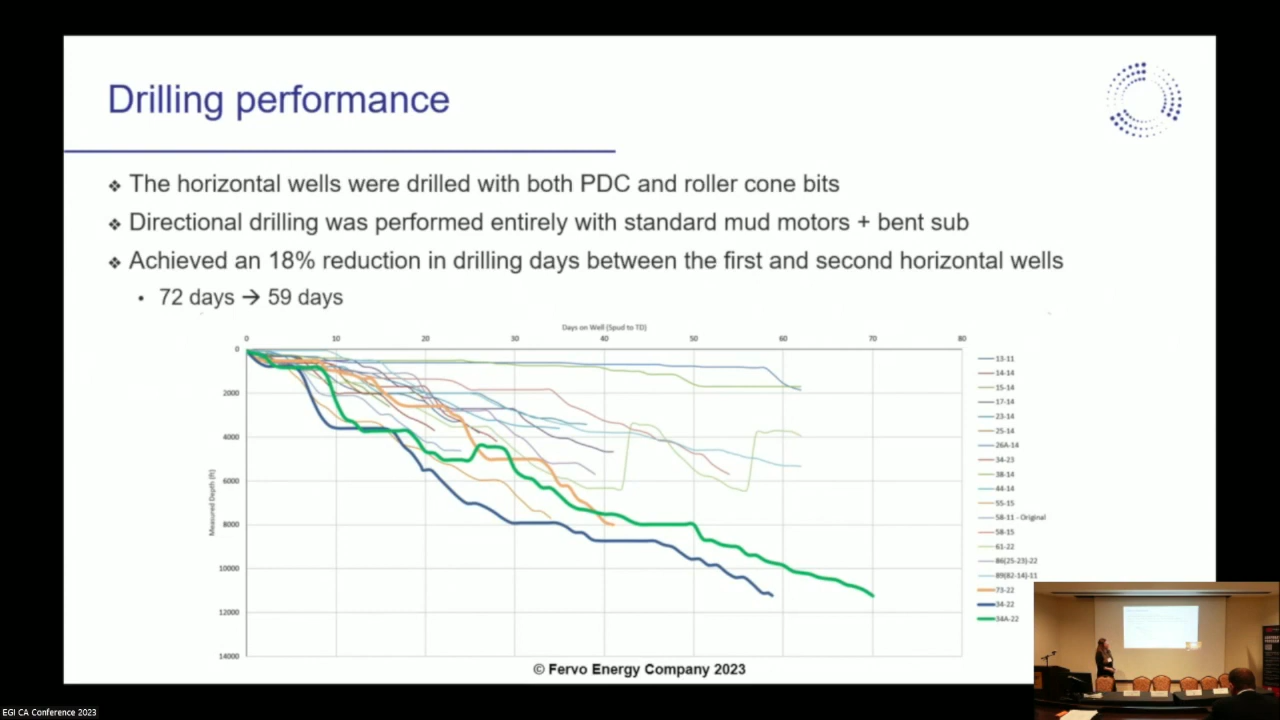 Drilling performance
❖ The horizontal wells were drilled with both PDC and roller cone bits
❖ Directional drilling was performed entirely with standard mud motors + bent sub
❖ Achieved an 18% reduction in drilling days between the first and second horizontal wells
• 72 days → 59 days
Days on Well (Spud to TD)
0 10 20 30 40 50 60 70 80
Measured Depth (ft)
0
2000
4000
6000
8000
10000
12000
14000
13-11
14-14
15-14
17-14
23-14
25-14
26A-14
34-23
38-14
44-14
55-15
58-11 - Original
58-15
61-22
86(25-23)-22
89(82-14)-11
73-22
34-22
34A-22
© Fervo Energy Company 2023
EGI CA Conference 2023